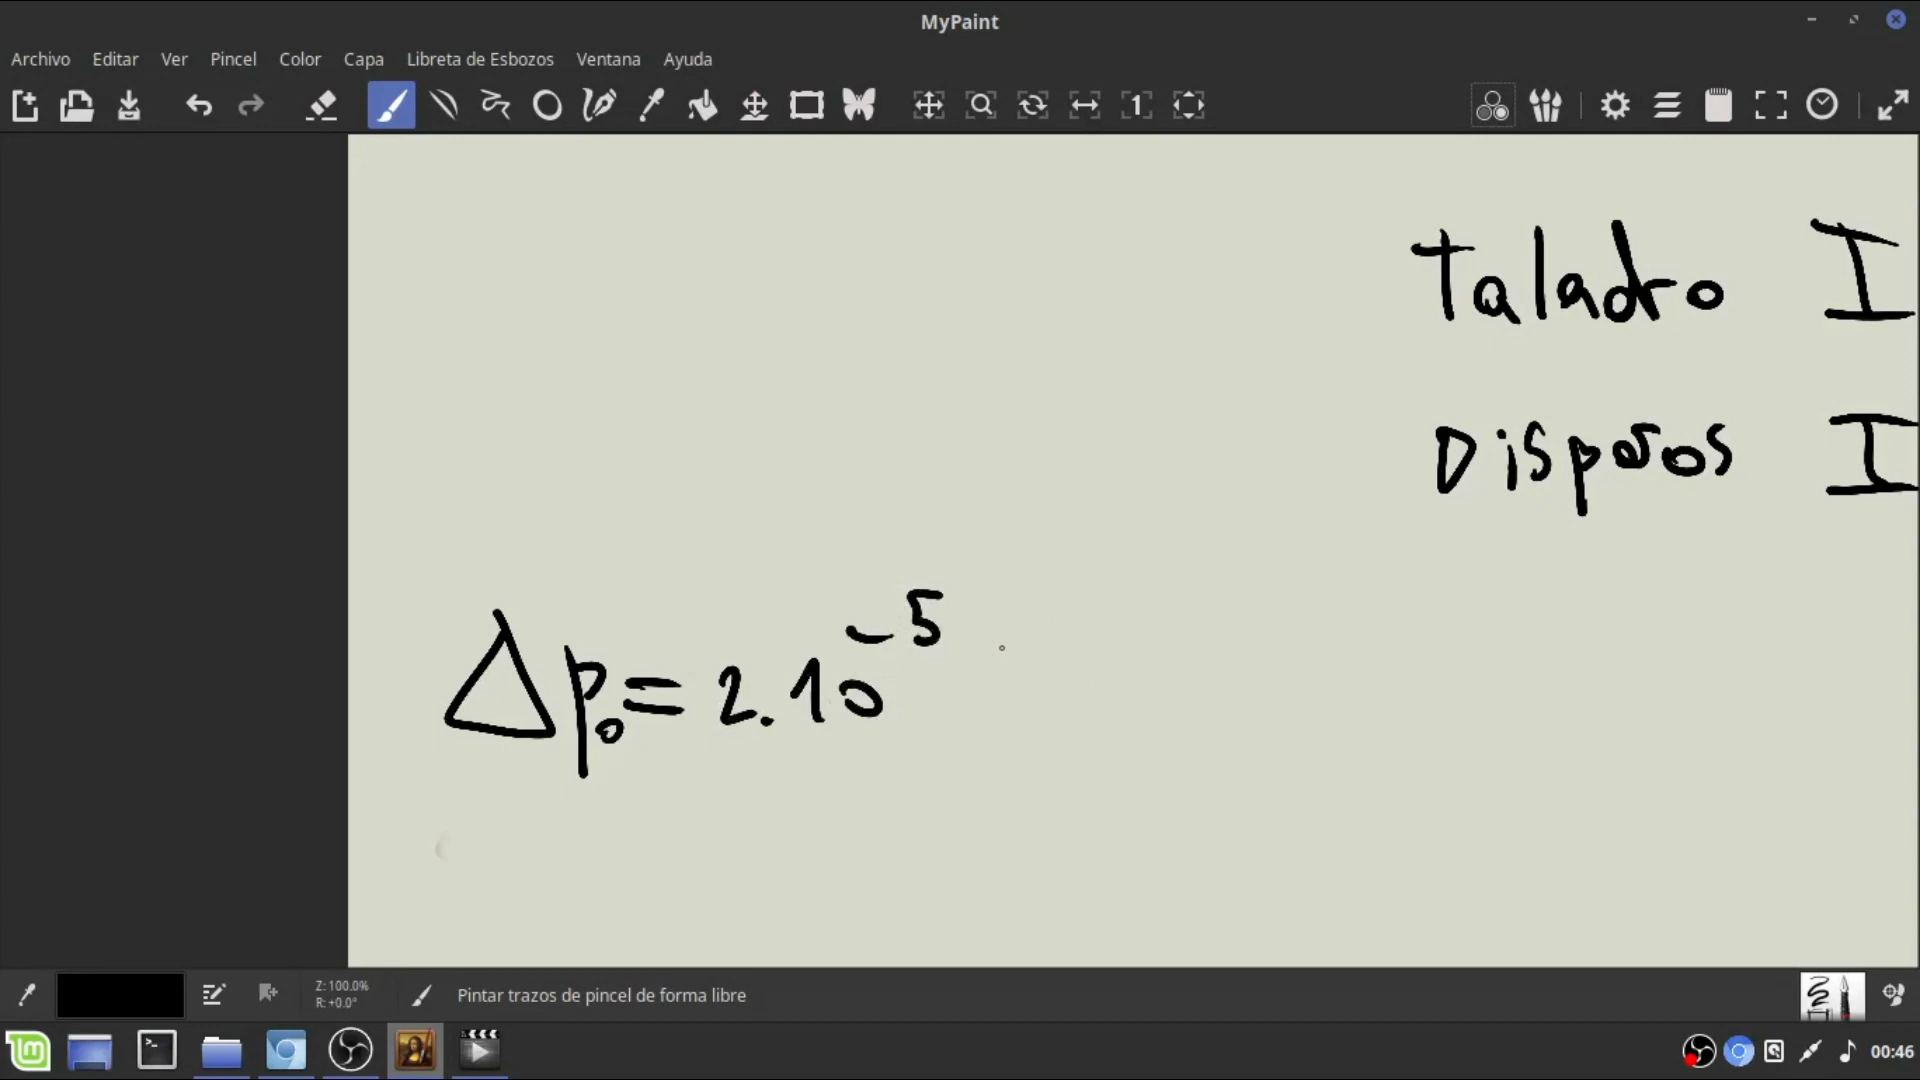 MyPaint
Archivo Editar Ver Pincel Color Capa Libreta de Esbozos Ventana Ayuda
Taladro I
Disparos I
Δp₀= 2.10⁻⁵
Z: 100.0%
R: +0.0°
Pintar trazos de pincel de forma libre
00:46